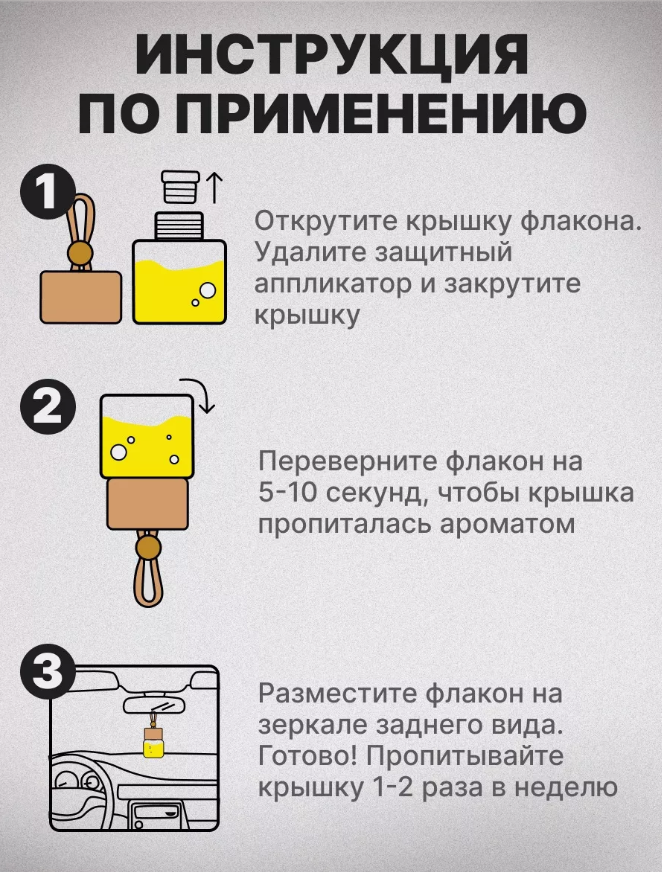 ИНСТРУКЦИЯ
ПО ПРИМЕНЕНИЮ
1
Открутите крышку флакона.
Удалите защитный
аппликатор и закрутите
крышку
2
Переверните флакон на
5-10 секунд, чтобы крышка
пропиталась ароматом
3
Разместите флакон на
зеркале заднего вида.
Готово! Пропитывайте
крышку 1-2 раза в неделю